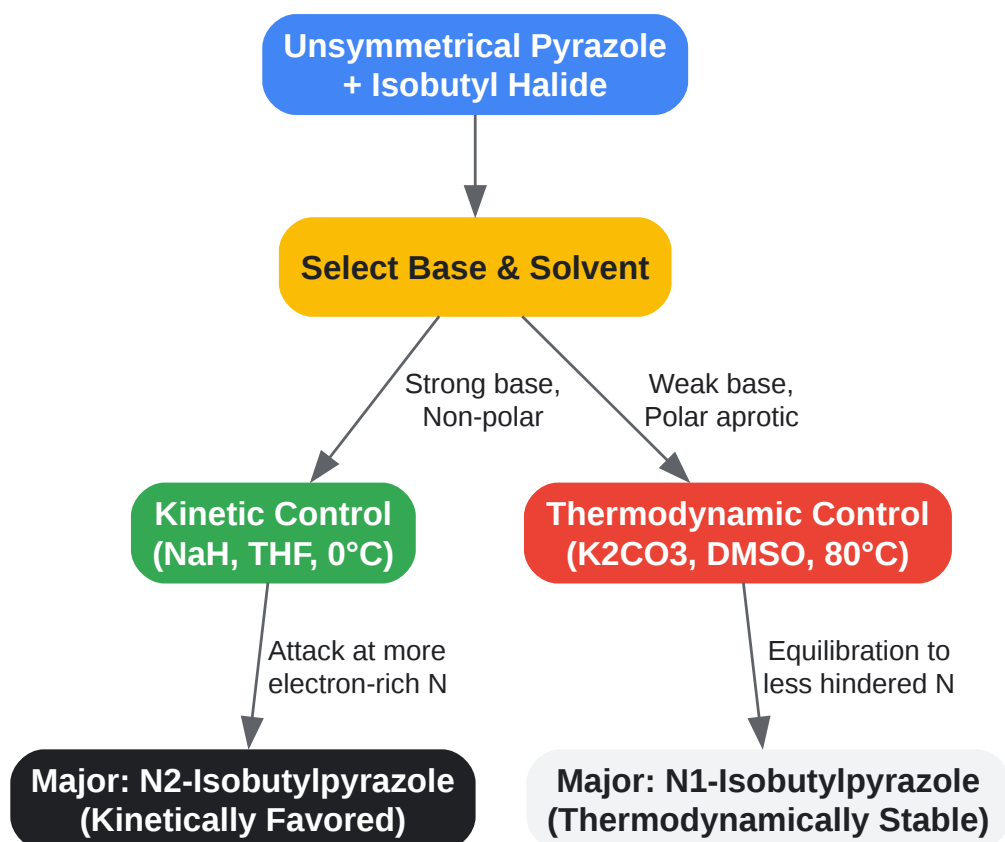 Unsymmetrical Pyrazole
+ Isobutyl Halide
Select Base & Solvent
Strong base,
Non-polar
Weak base,
Polar aprotic
Kinetic Control
(NaH, THF, 0°C)
Thermodynamic Control
(K2CO3, DMSO, 80°C)
Attack at more
electron-rich N
Equilibration to
less hindered N
Major: N2-Isobutylpyrazole
(Kinetically Favored)
Major: N1-Isobutylpyrazole
(Thermodynamically Stable)